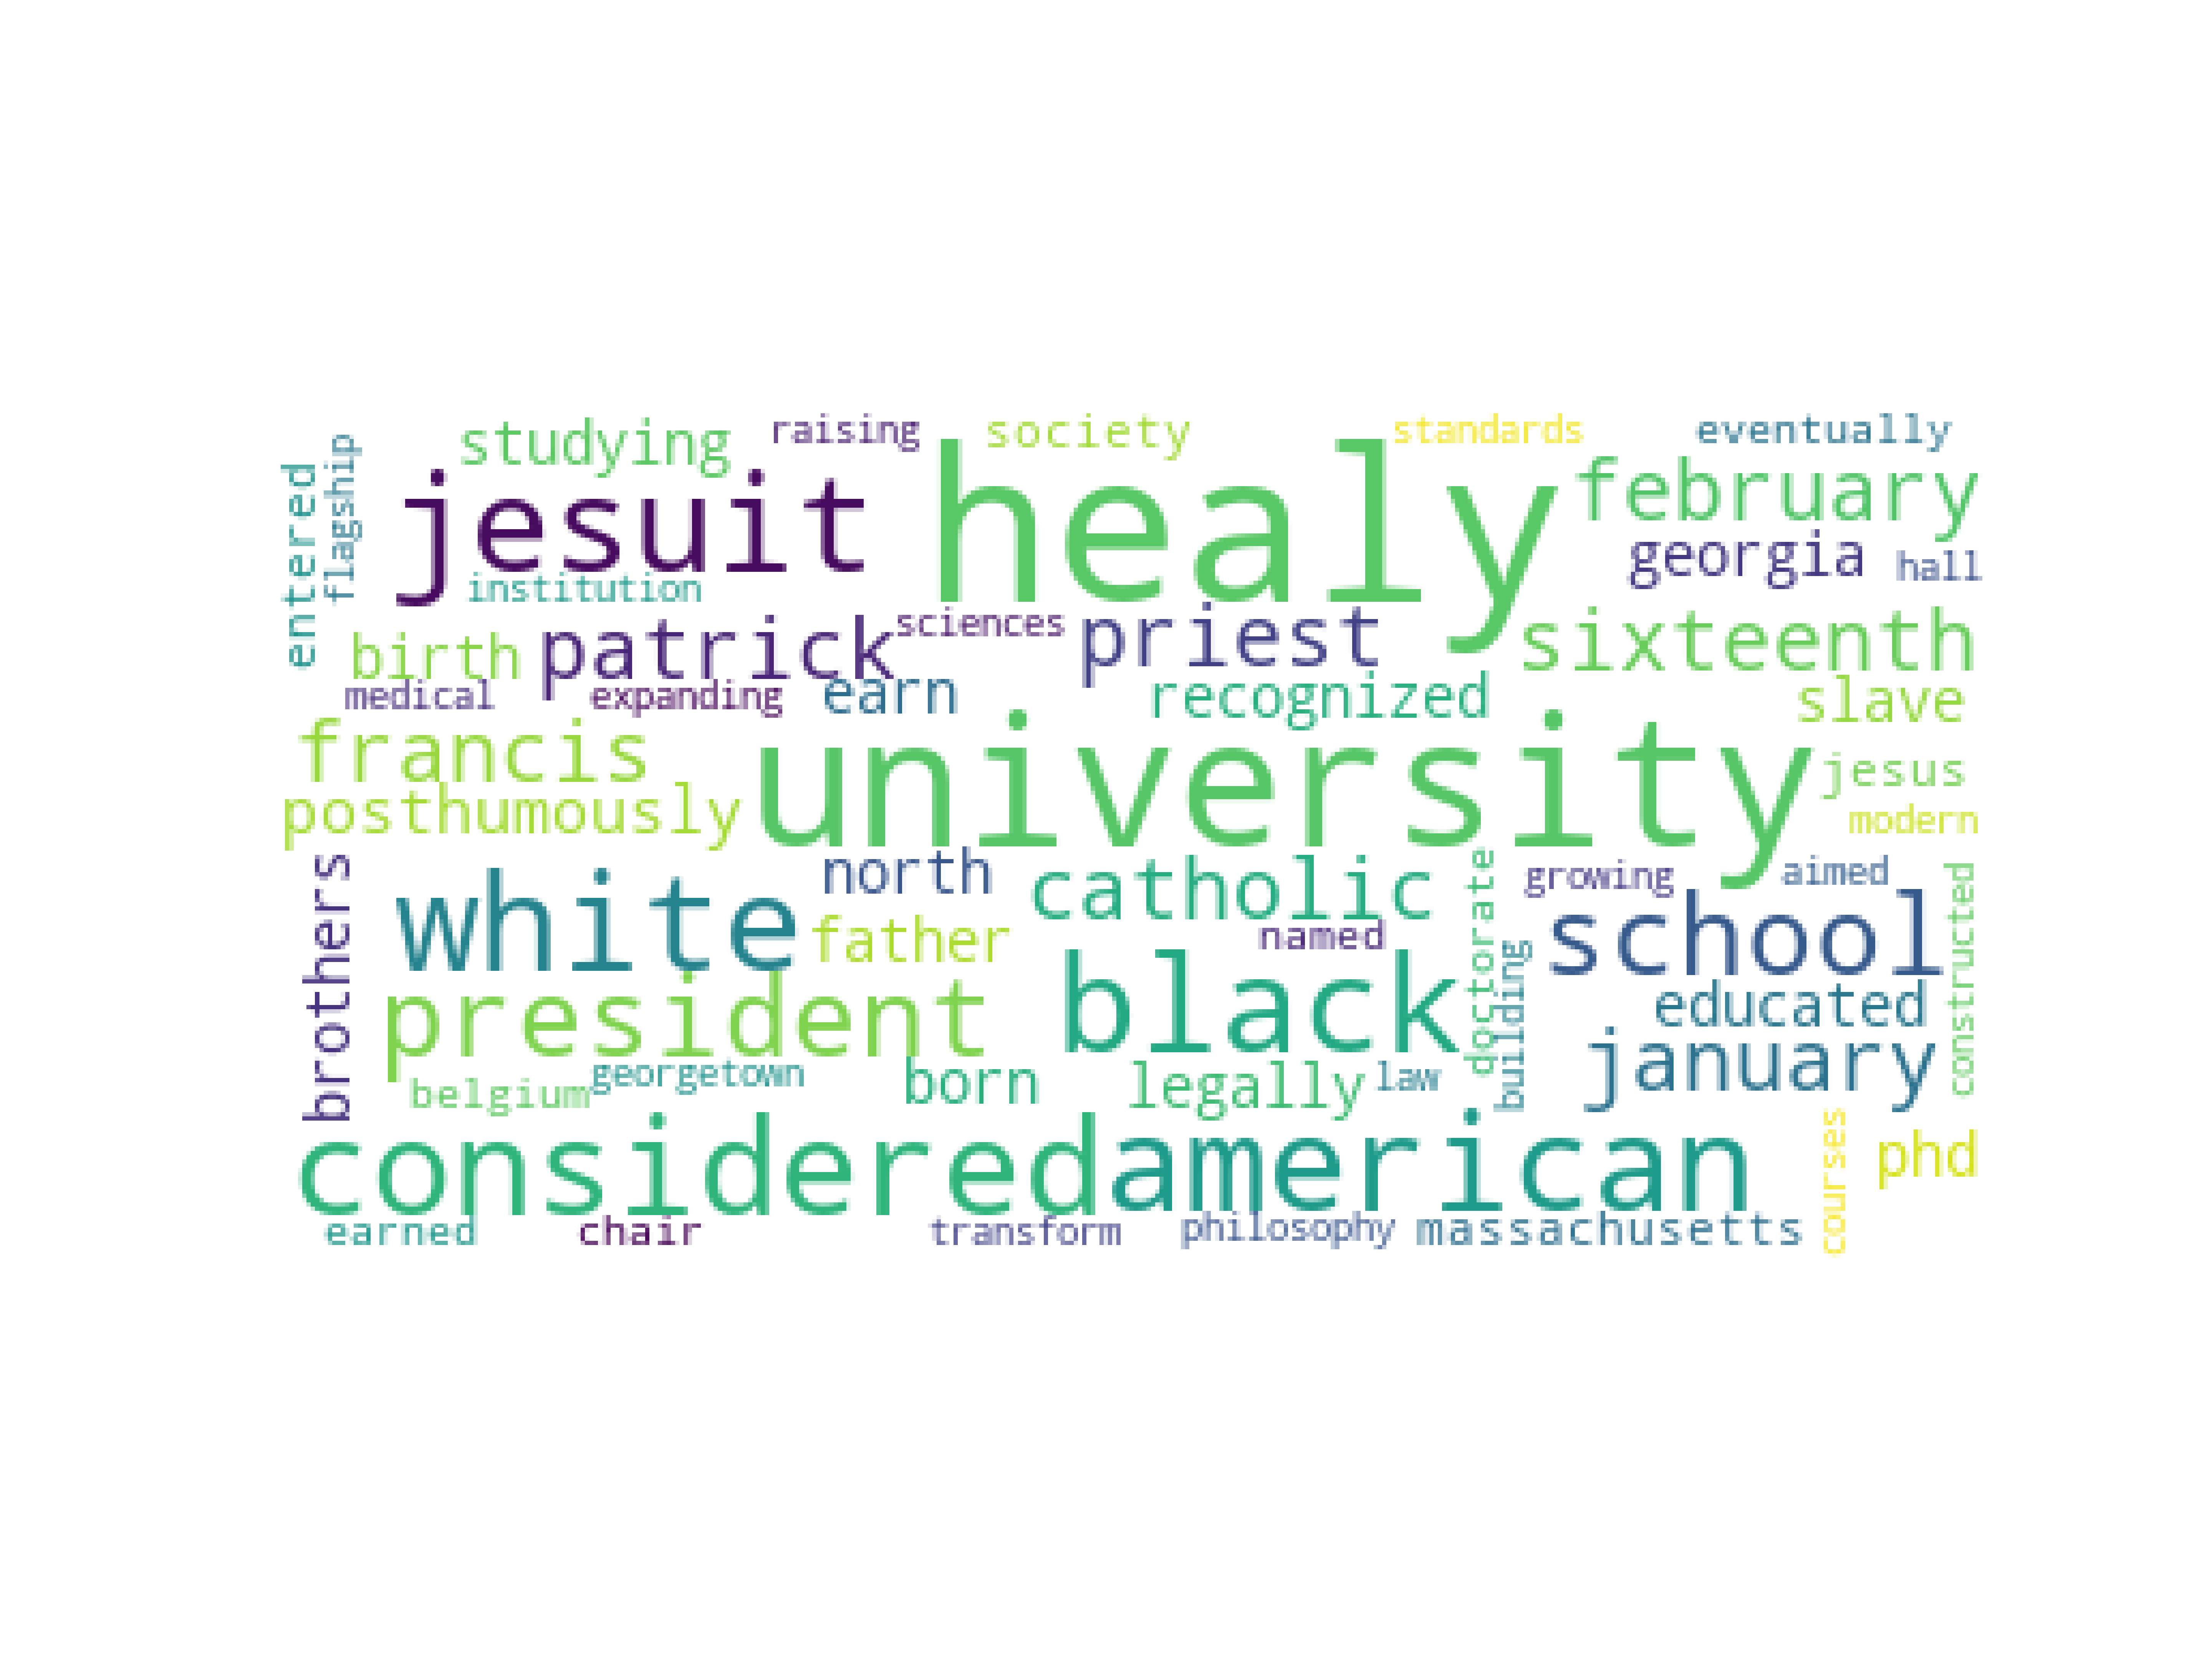 studying
raising
society
standards
eventually
entered
flagship
jesuit
healy
february
georgia
hall
institution
sciences
birth
patrick
priest
sixteenth
medical
expanding
earn
recognized
slave
francis
university
jesus
posthumously
modern
brothers
north
catholic
doctorate
growing
aimed
constructed
white
father
named
school
president
black
building
educated
january
belgium
georgetown
born
legally
law
considered
american
courses
phd
earned
chair
transform
philosophy
massachusetts